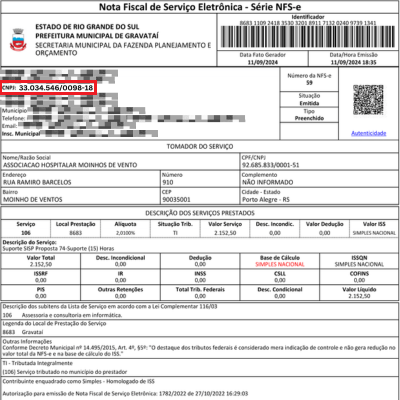 Nota Fiscal de Serviço Eletrônica - Série NFS-e
ESTADO DE RIO GRANDE DO SUL
PREFEITURA MUNICIPAL DE GRAVATAÍ
SECRETARIA MUNICIPAL DA FAZENDA PLANEJAMENTO E
ORÇAMENTO
Identificador
8683 1109 2418 3530 3201 8911 7132 0240 9739 1341
Data Fato Gerador
11/09/2024
Data/Hora Emissão
11/09/2024 18:35
CNPJ: 33.034.546/0098-18
Município
Telefone:
Email:
Insc. Municipal
Número da NFS-e
59
Situação
Emitida
Tipo
Preenchido
Autenticidade
TOMADOR DO SERVIÇO
Nome/Razão Social
ASSOCIACAO HOSPITALAR MOINHOS DE VENTO
CPF/CNPJ
92.685.833/0001-51
Endereço
RUA RAMIRO BARCELOS
Número
910
Complemento
NÃO INFORMADO
Bairro
MOINHO DE VENTOS
CEP
90035001
Cidade - Estado
Porto Alegre - RS
DESCRIÇÃO DOS SERVIÇOS PRESTADOS
Serviço Local Prestação Alíquota Situação Trib. Valor Serviço Desc. Incondic. Valor Dedução Valor ISS
106 8683 2,0100% TI 2.152,50 0,00 0,00 SIMPLES NACIONAL
Descrição do Serviço:
Suporte SISP Proposta 74-Suporte (15) Horas
Valor Total Desc. Incondicional Dedução Base de Cálculo ISSQN
2.152,50 0,00 0,00 SIMPLES NACIONAL SIMPLES NACIONAL
ISSRF IR INSS CSLL COFINS
0,00 0,00 0,00 0,00 0,00
PIS Outras Retenções Total Trib. Federais Desc. Condicional Valor Líquido
0,00 0,00 0,00 0,00 2.152,50
Descrição dos subitens da Lista de Serviço em acordo com a Lei Complementar 116/03
106 Assessoria e consultoria em informática.
Legenda do Local de Prestação do Serviço
8683 Gravataí
Outras Informações
Conforme Decreto Municipal nº 14.495/2015, Art. 4º, §5º: "O destaque dos tributos federais é considerado mera indicação de controle e não gera redução no
valor total da NFS-e e na base de cálculo do ISS."
TI - Tributada Integralmente
(106) Serviço tributado no município do prestador
Contribuinte enquadrado como Simples - Homologado de ISS
Autorização para emissão de Nota Fiscal de Serviço Eletrônico: 1782/2022 de 27/10/2022 16:29:03